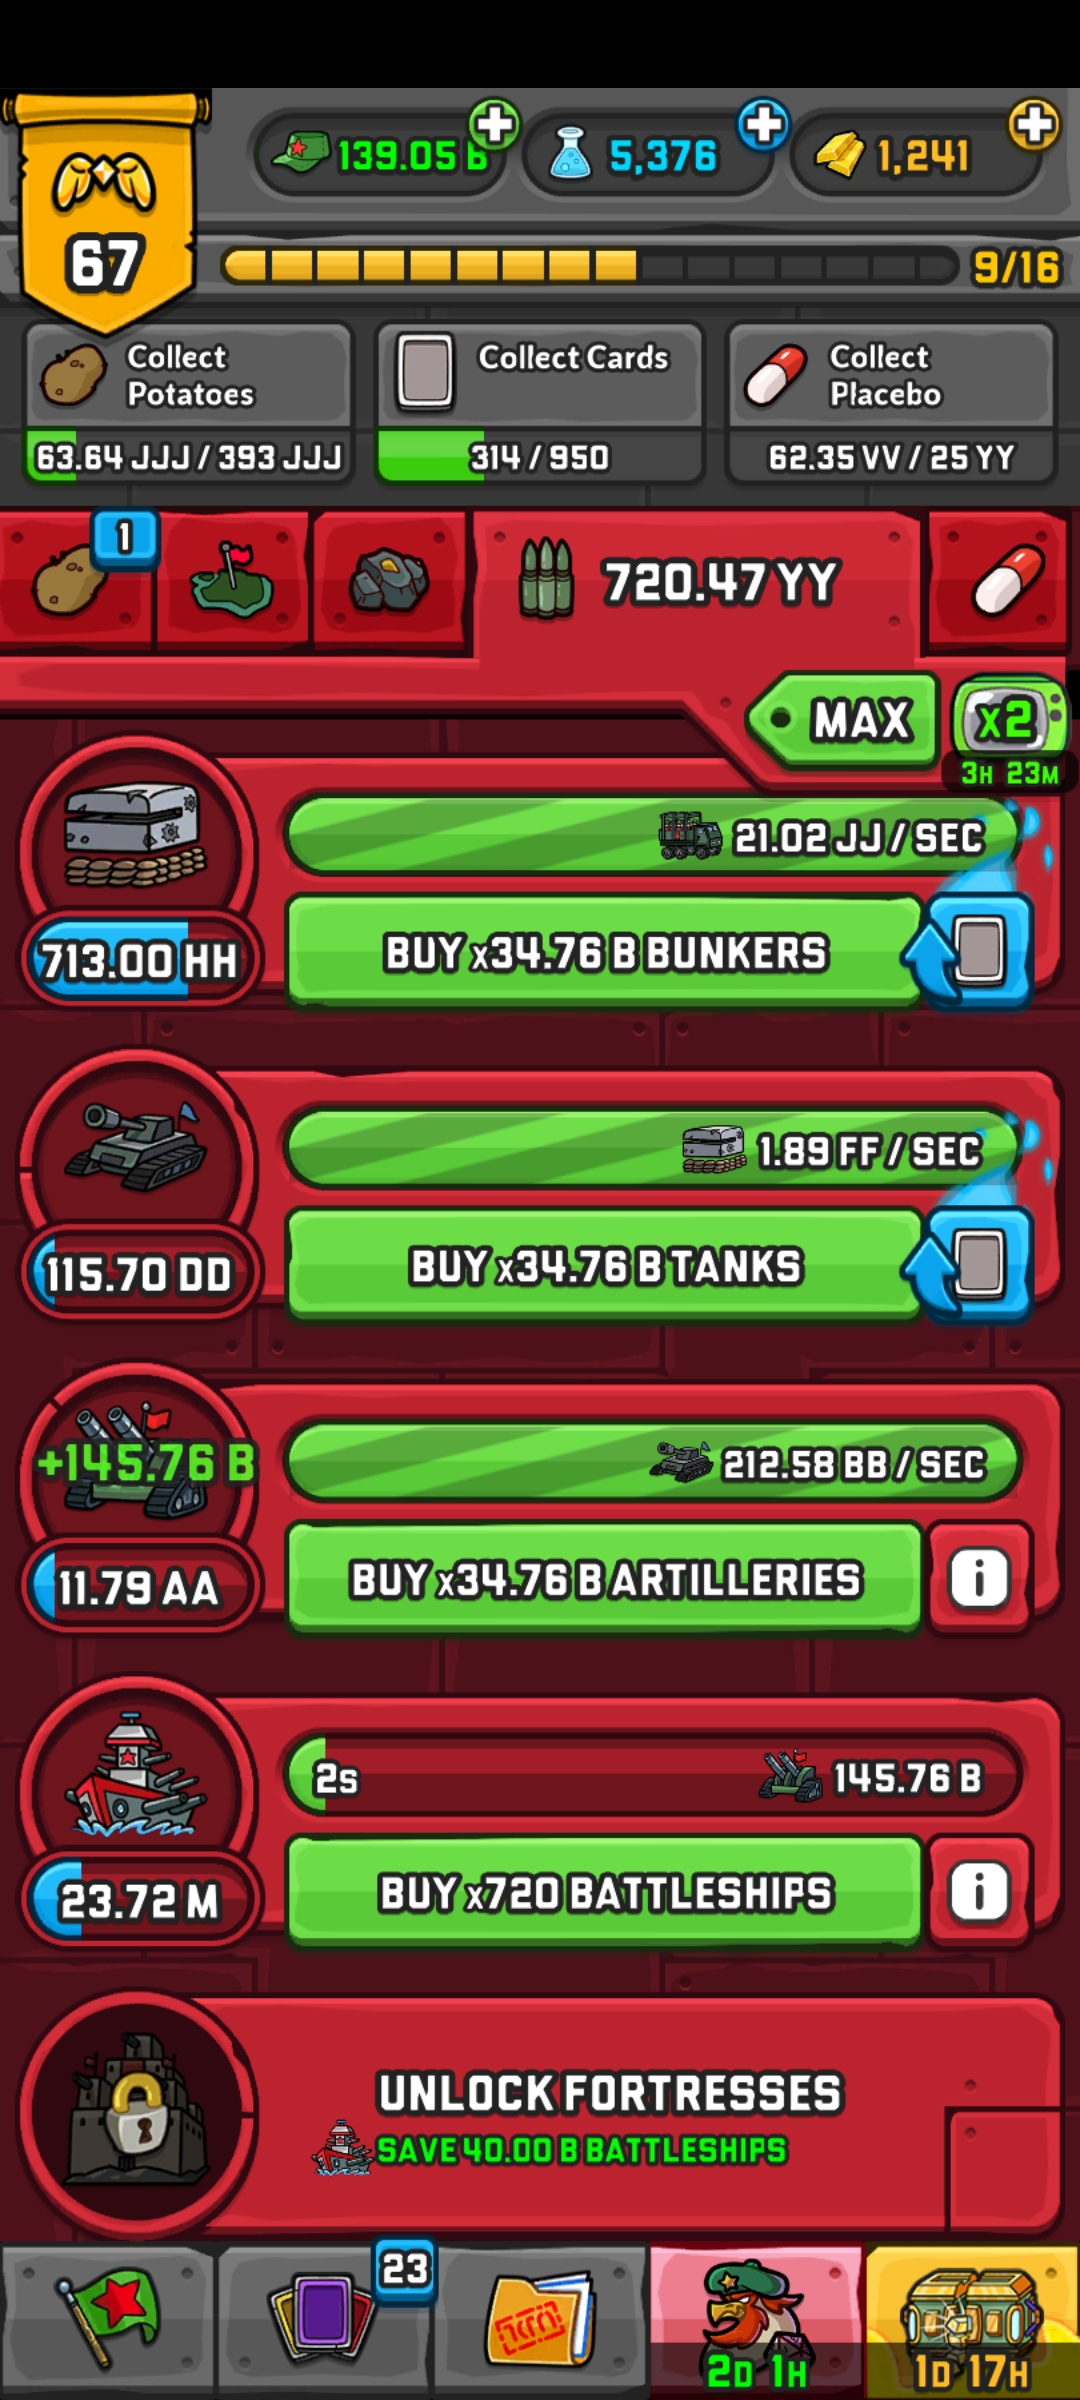 139.05 B
5,376
1,241
67
9/16
Collect
Potatoes
63.64 JJJ / 393 JJJ
Collect Cards
314 / 950
Collect
Placebo
62.35 VV / 25 YY
1
720.47 YY
MAX
x2
3H 23M
21.02 JJ / SEC
713.00 HH
BUY x34.76 B BUNKERS
1.89 FF / SEC
115.70 DD
BUY x34.76 B TANKS
+145.76 B
212.58 BB / SEC
11.79 AA
BUY x34.76 B ARTILLERIES
i
2s
145.76 B
23.72 M
BUY x720 BATTLESHIPS
i
UNLOCK FORTRESSES
SAVE 40.00 B BATTLESHIPS
23
2D 1H
1D 17H